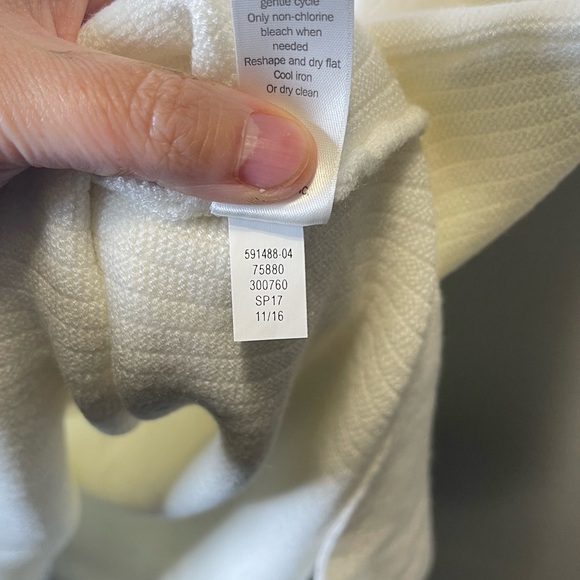 gentle cycle
Only non-chlorine
bleach when
needed
Reshape and dry flat
Cool iron
Or dry clean
591488-04
75880
300760
SP17
11/16